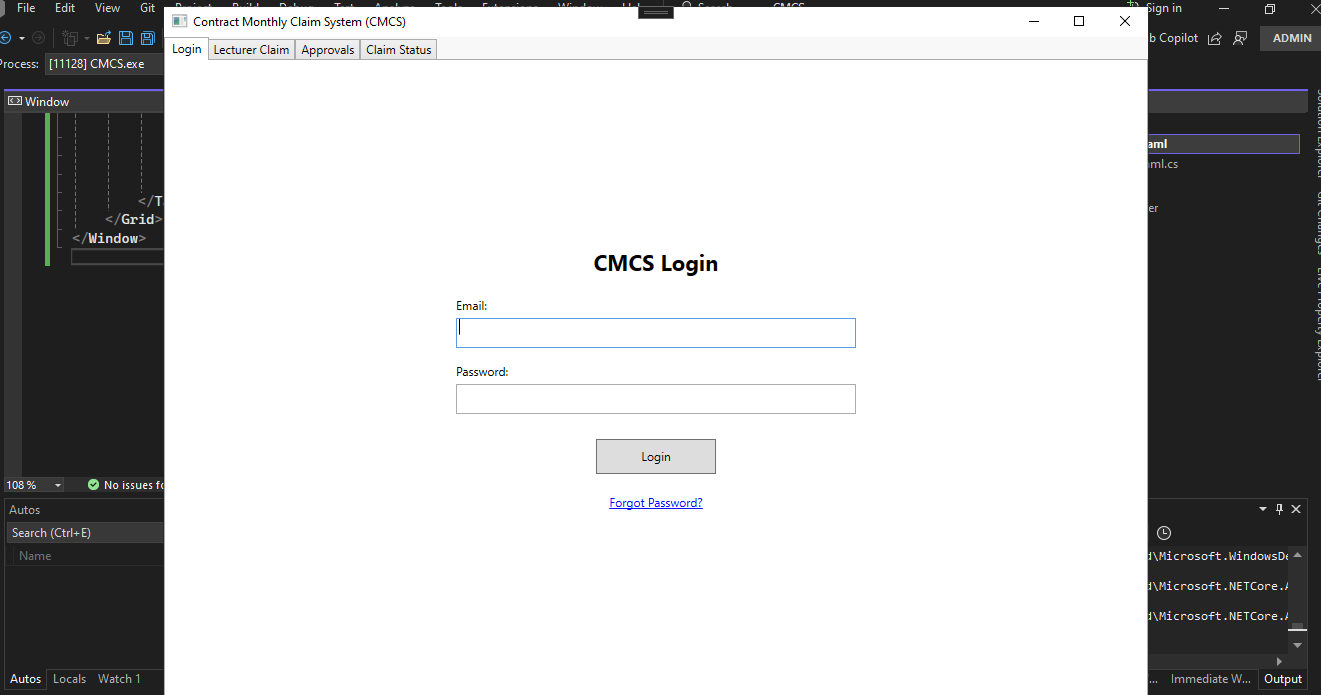 File Edit View Git
Contract Monthly Claim System (CMCS)
Sign in
Login Lecturer Claim Approvals Claim Status
b Copilot
ADMIN
Process: [11128] CMCS.exe
Window
</T
</Grid>
</Window>
aml
aml.cs
er
CMCS Login
Email:
Password:
Login
Forgot Password?
108 % No issues fo
Autos
Search (Ctrl+E)
Name
d\Microsoft.WindowsDe
d\Microsoft.NETCore.A
d\Microsoft.NETCore.A
Autos Locals Watch 1
... Immediate W... Output